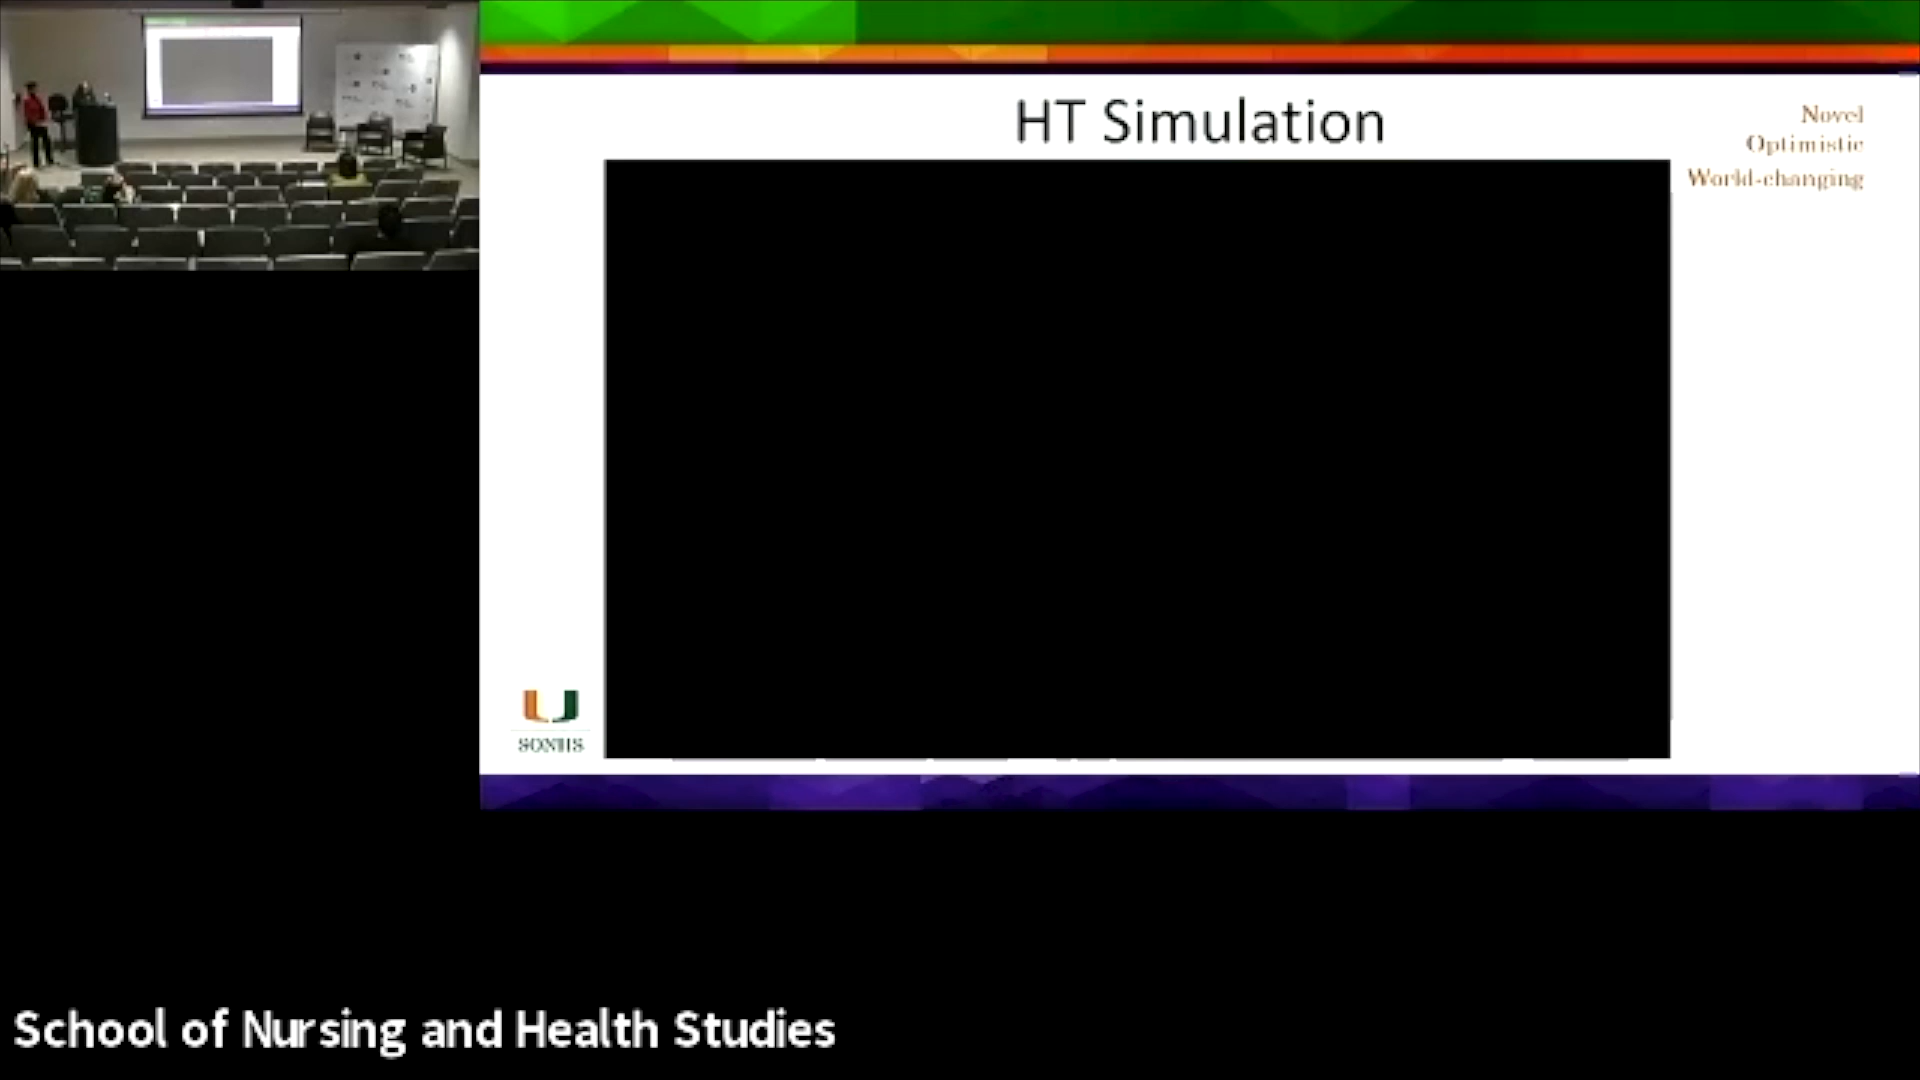 HT Simulation
Novel
Optimistic
World-changing
U
SONHS
School of Nursing and Health Studies